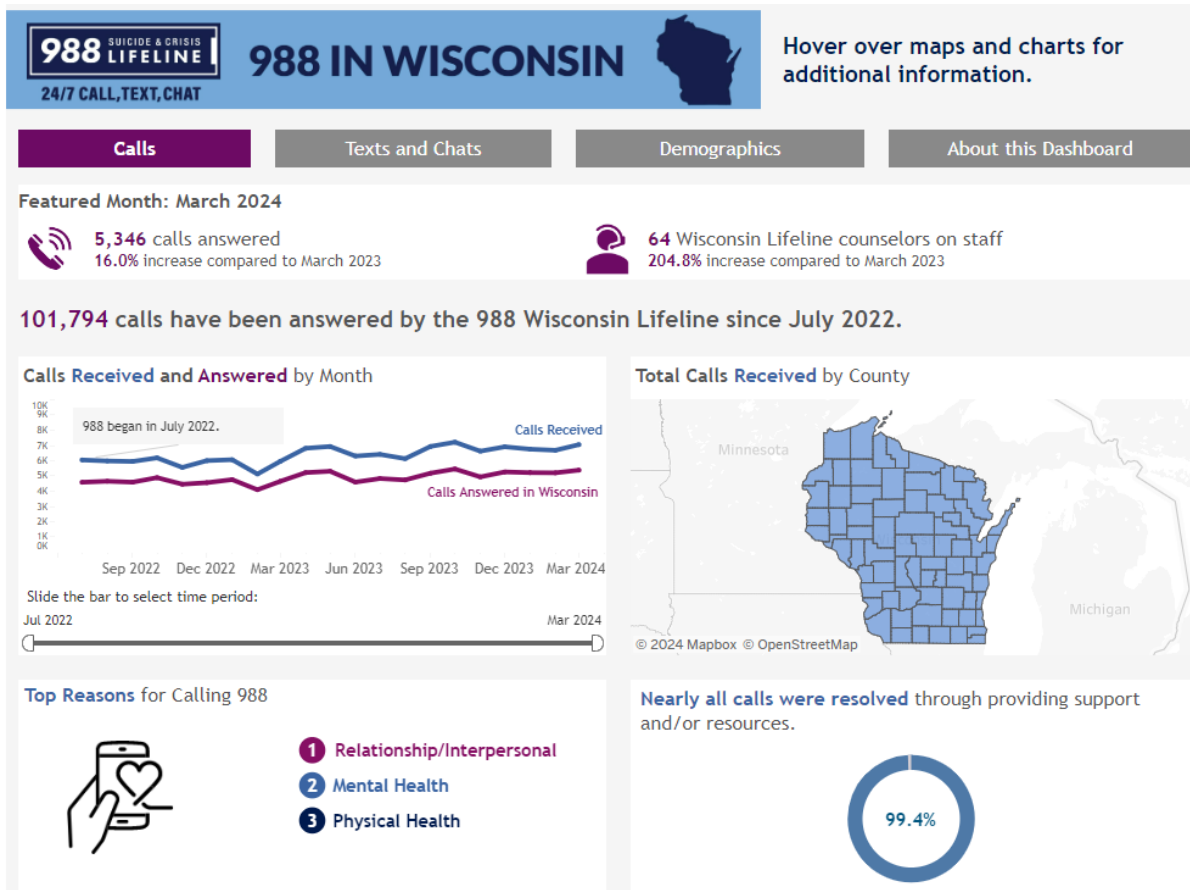 988 SUICIDE & CRISIS LIFELINE
24/7 CALL,TEXT,CHAT
988 IN WISCONSIN
Hover over maps and charts for
additional information.
Calls
Texts and Chats
Demographics
About this Dashboard
Featured Month: March 2024
5,346 calls answered
16.0% increase compared to March 2023
64 Wisconsin Lifeline counselors on staff
204.8% increase compared to March 2023
101,794 calls have been answered by the 988 Wisconsin Lifeline since July 2022.
Calls Received and Answered by Month
10K
9K
8K
7K
6K
5K
4K
3K
2K
1K
0K
988 began in July 2022.
Calls Received
Calls Answered in Wisconsin
Sep 2022 Dec 2022 Mar 2023 Jun 2023 Sep 2023 Dec 2023 Mar 2024
Slide the bar to select time period:
Jul 2022
Mar 2024
Total Calls Received by County
Minnesota
Michigan
© 2024 Mapbox © OpenStreetMap
Top Reasons for Calling 988
1 Relationship/Interpersonal
2 Mental Health
3 Physical Health
Nearly all calls were resolved through providing support
and/or resources.
99.4%